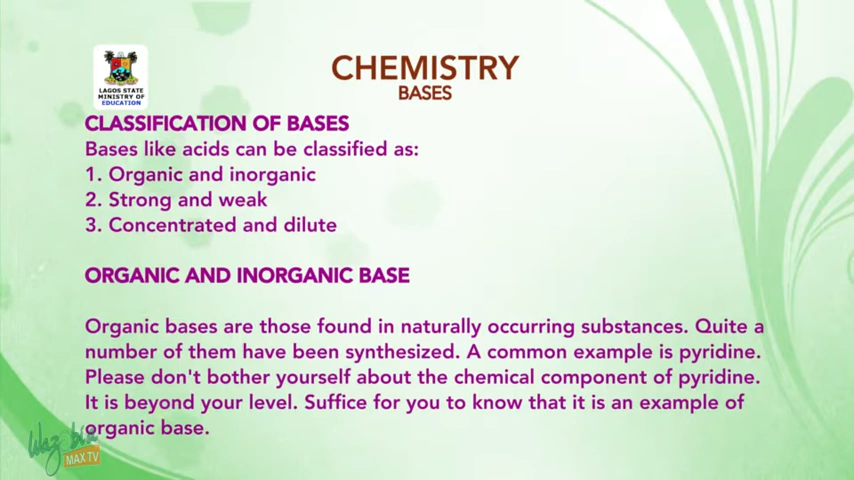 LAGOS STATE
MINISTRY OF
EDUCATION
CHEMISTRY
BASES
CLASSIFICATION OF BASES
Bases like acids can be classified as:
1. Organic and inorganic
2. Strong and weak
3. Concentrated and dilute
ORGANIC AND INORGANIC BASE
Organic bases are those found in naturally occurring substances. Quite a
number of them have been synthesized. A common example is pyridine.
Please don't bother yourself about the chemical component of pyridine.
It is beyond your level. Suffice for you to know that it is an example of
organic base.
MAX TV